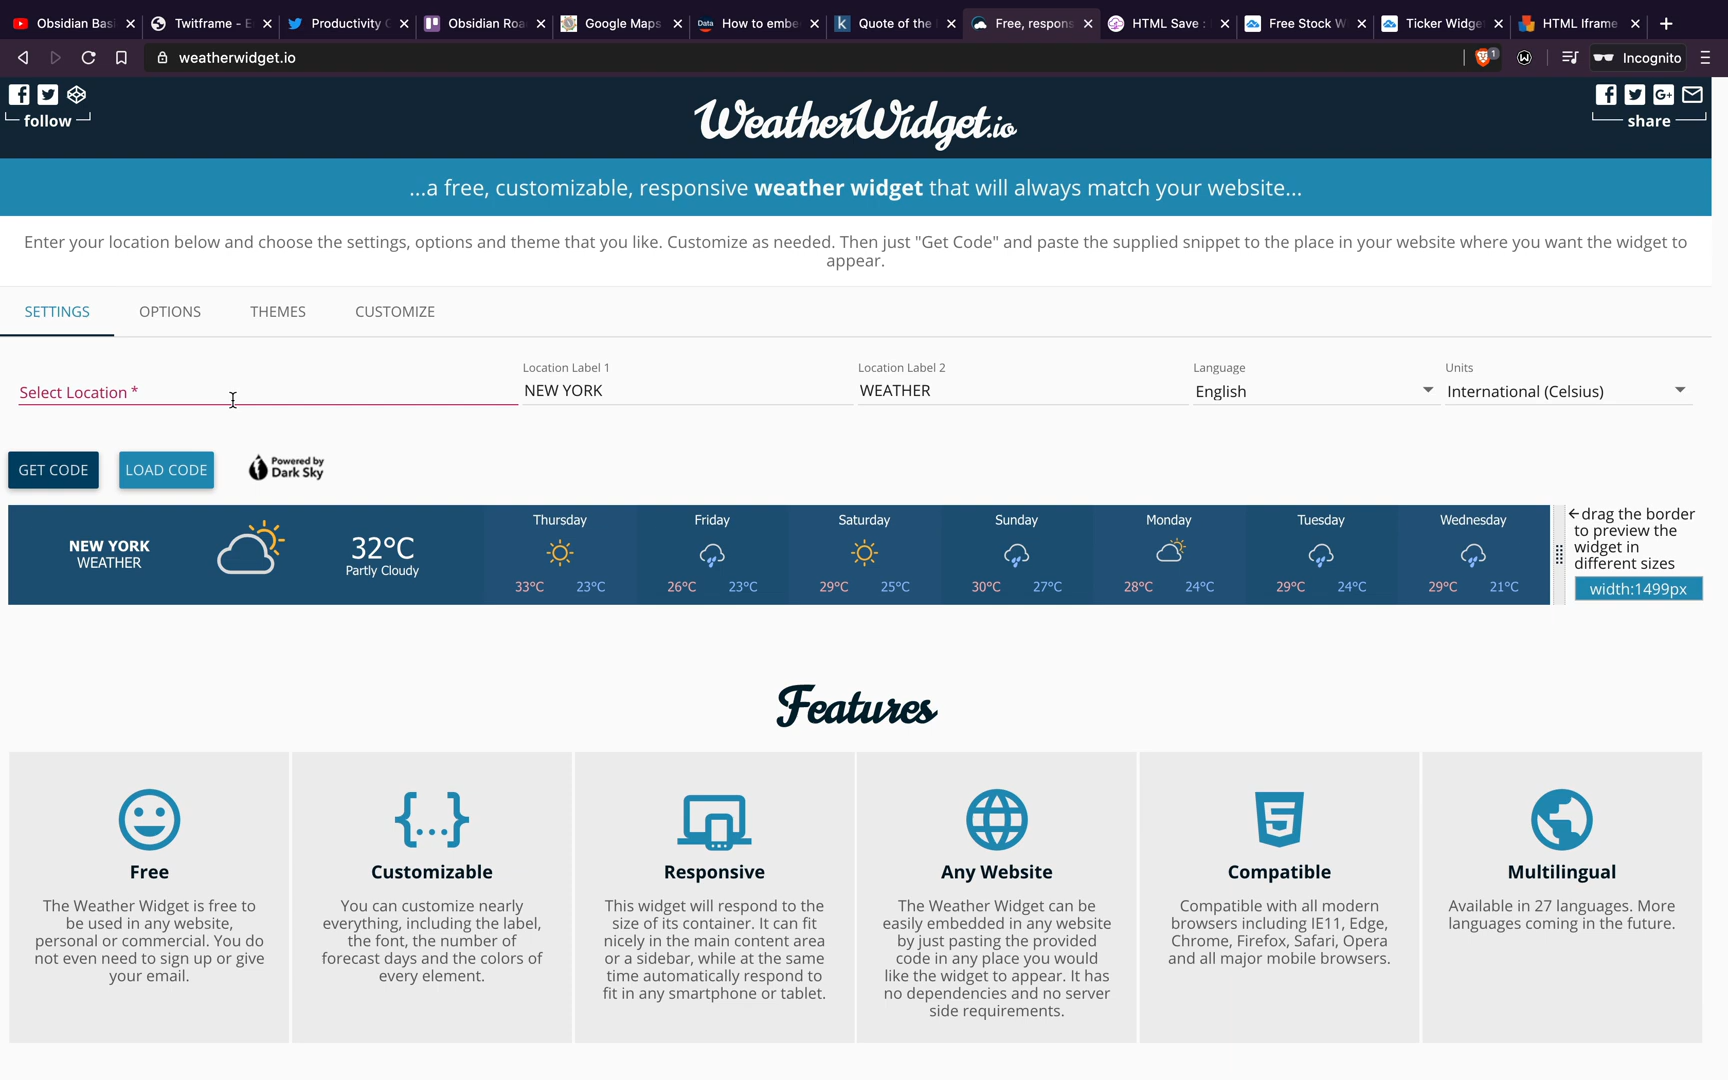 Obsidian Bas
Twitframe - E
Productivity C
Obsidian Roa
Google Maps
How to embe
Quote of the
Free, respons
HTML Save :
Free Stock W
Ticker Widge
HTML Iframe
weatherwidget.io
1
Incognito
follow
WeatherWidget.io
share
...a free, customizable, responsive weather widget that will always match your website...
Enter your location below and choose the settings, options and theme that you like. Customize as needed. Then just "Get Code" and paste the supplied snippet to the place in your website where you want the widget to
appear.
SETTINGS
OPTIONS
THEMES
CUSTOMIZE
Select Location *
Location Label 1
NEW YORK
Location Label 2
WEATHER
Language
English
Units
International (Celsius)
GET CODE
LOAD CODE
Powered by
Dark Sky
NEW YORK
WEATHER
32°C
Partly Cloudy
Thursday
33°C 23°C
Friday
26°C 23°C
Saturday
29°C 25°C
Sunday
30°C 27°C
Monday
28°C 24°C
Tuesday
29°C 24°C
Wednesday
29°C 21°C
drag the border
to preview the
widget in
different sizes
width:1499px
Features
Free
The Weather Widget is free to
be used in any website,
personal or commercial. You do
not even need to sign up or give
your email.
{...}
Customizable
You can customize nearly
everything, including the label,
the font, the number of
forecast days and the colors of
every element.
Responsive
This widget will respond to the
size of its container. It can fit
nicely in the main content area
or a sidebar, while at the same
time automatically respond to
fit in any smartphone or tablet.
Any Website
The Weather Widget can be
easily embedded in any website
by just pasting the provided
code in any place you would
like the widget to appear. It has
no dependencies and no server
side requirements.
5
Compatible
Compatible with all modern
browsers including IE11, Edge,
Chrome, Firefox, Safari, Opera
and all major mobile browsers.
Multilingual
Available in 27 languages. More
languages coming in the future.